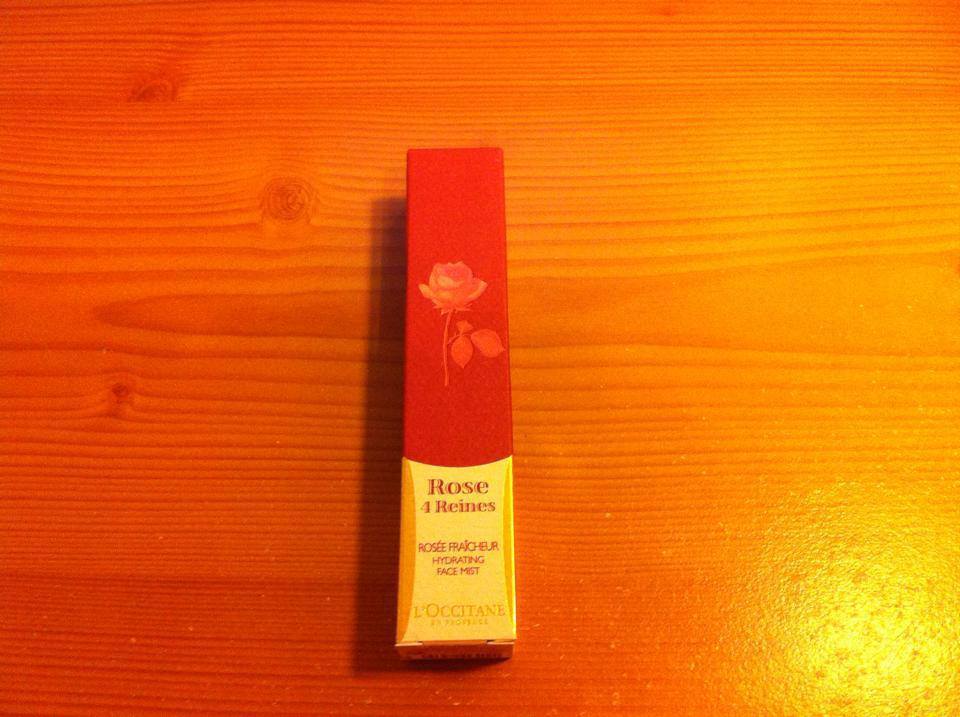 Rose
4 Reines
ROSÉE FRAÎCHEUR
HYDRATING
FACE MIST
L'OCCITANE
EN PROVENCE